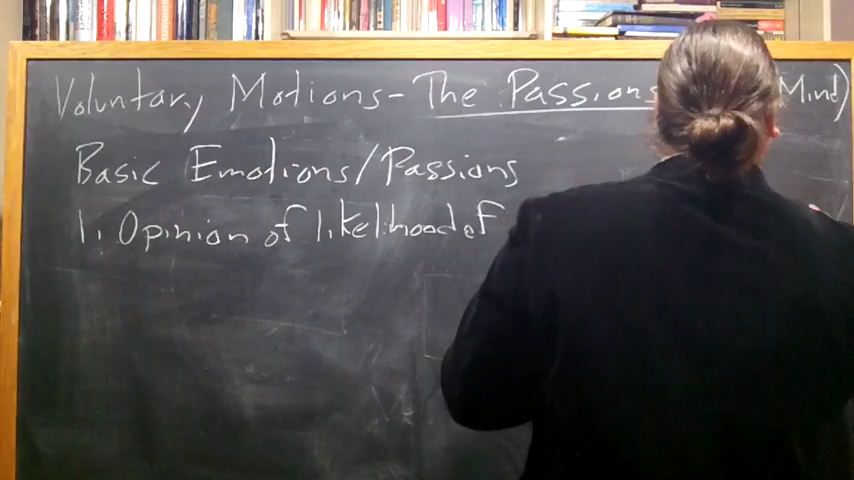 Voluntary Motions - The Passions Mind)
Basic Emotions/Passions
1. Opinion of likelihood of